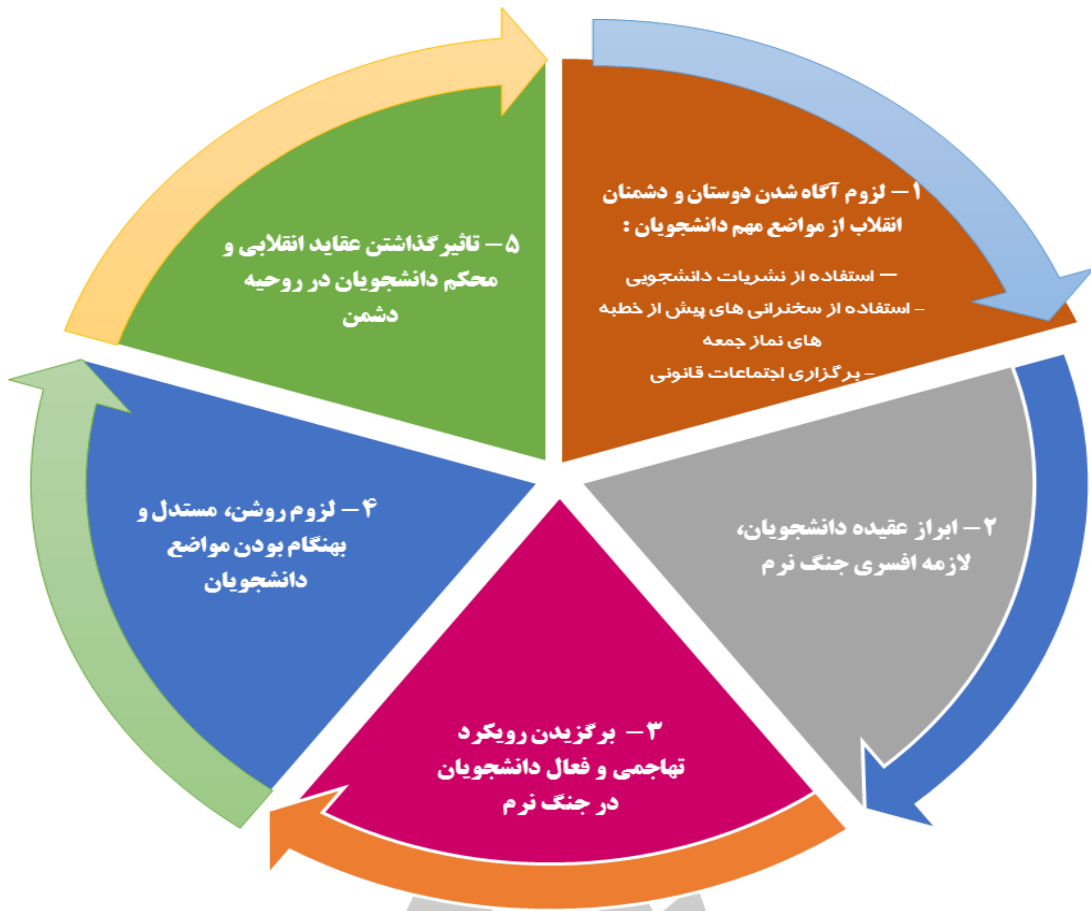 ۱– لزوم آگاه شدن دوستان و دشمنان
انقلاب از مواضع مهم دانشجویان :
– استفاده از نشریات دانشجویی
– استفاده از سخنرانی های پیش از خطبه
های نماز جمعه
– برگزاری اجتماعات قانونی
۲– ابراز عقیده دانشجویان،
لازمه افسری جنگ نرم
۳– برگزیدن رویکرد
تهاجمی و فعال دانشجویان
در جنگ نرم
۴– لزوم روشن، مستدل و
بهنگام بودن مواضع
دانشجویان
۵– تاثیر گذاشتن عقاید انقلابی و
محکم دانشجویان در روحیه
دشمن